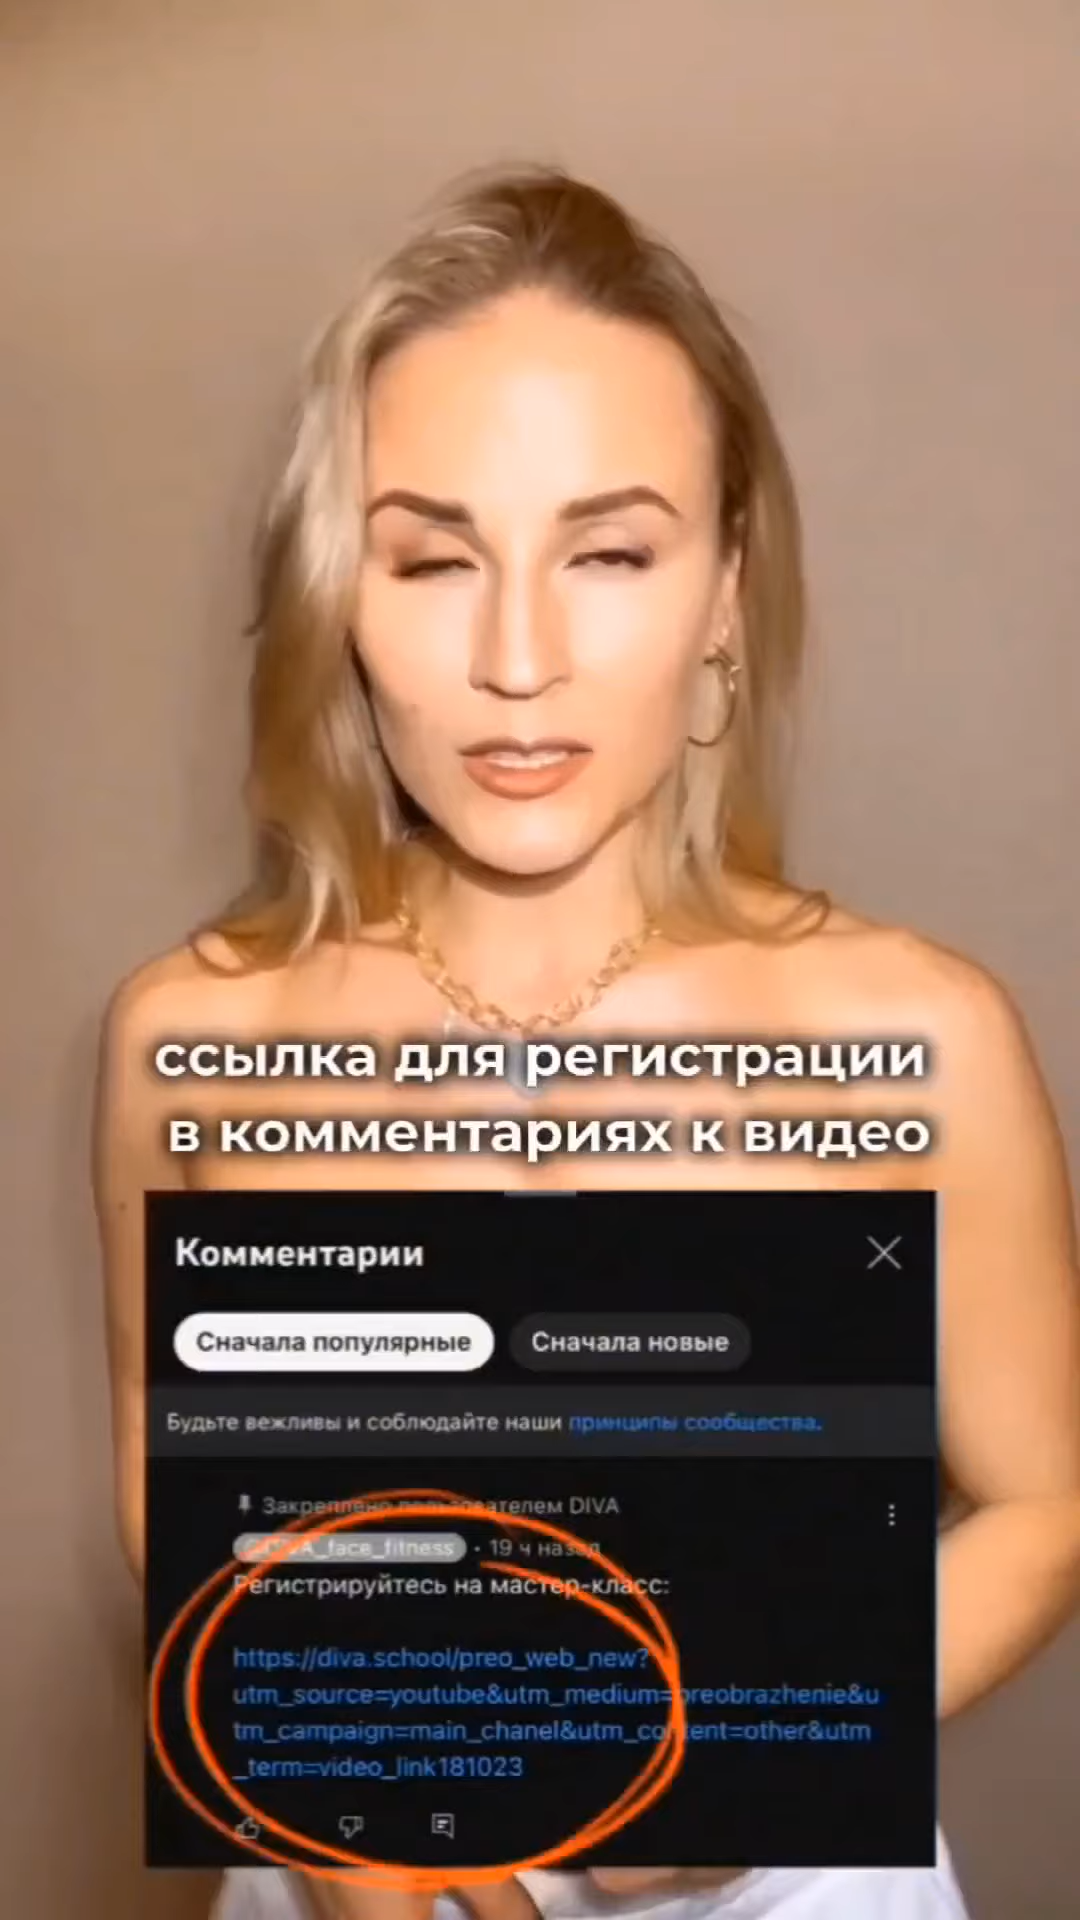 ссылка для регистрации
в комментариях к видео
Комментарии
Сначала популярные
Сначала новые
Будьте вежливы и соблюдайте наши принципы сообщества.
Закреплено пользователем DIVA
@DIVA_face_fitness • 19 ч назад
Регистрируйтесь на мастер-класс:
https://diva.school/preo_web_new?
utm_source=youtube&utm_medium=preobrazhenie&u
tm_campaign=main_chanel&utm_content=other&utm
_term=video_link181023